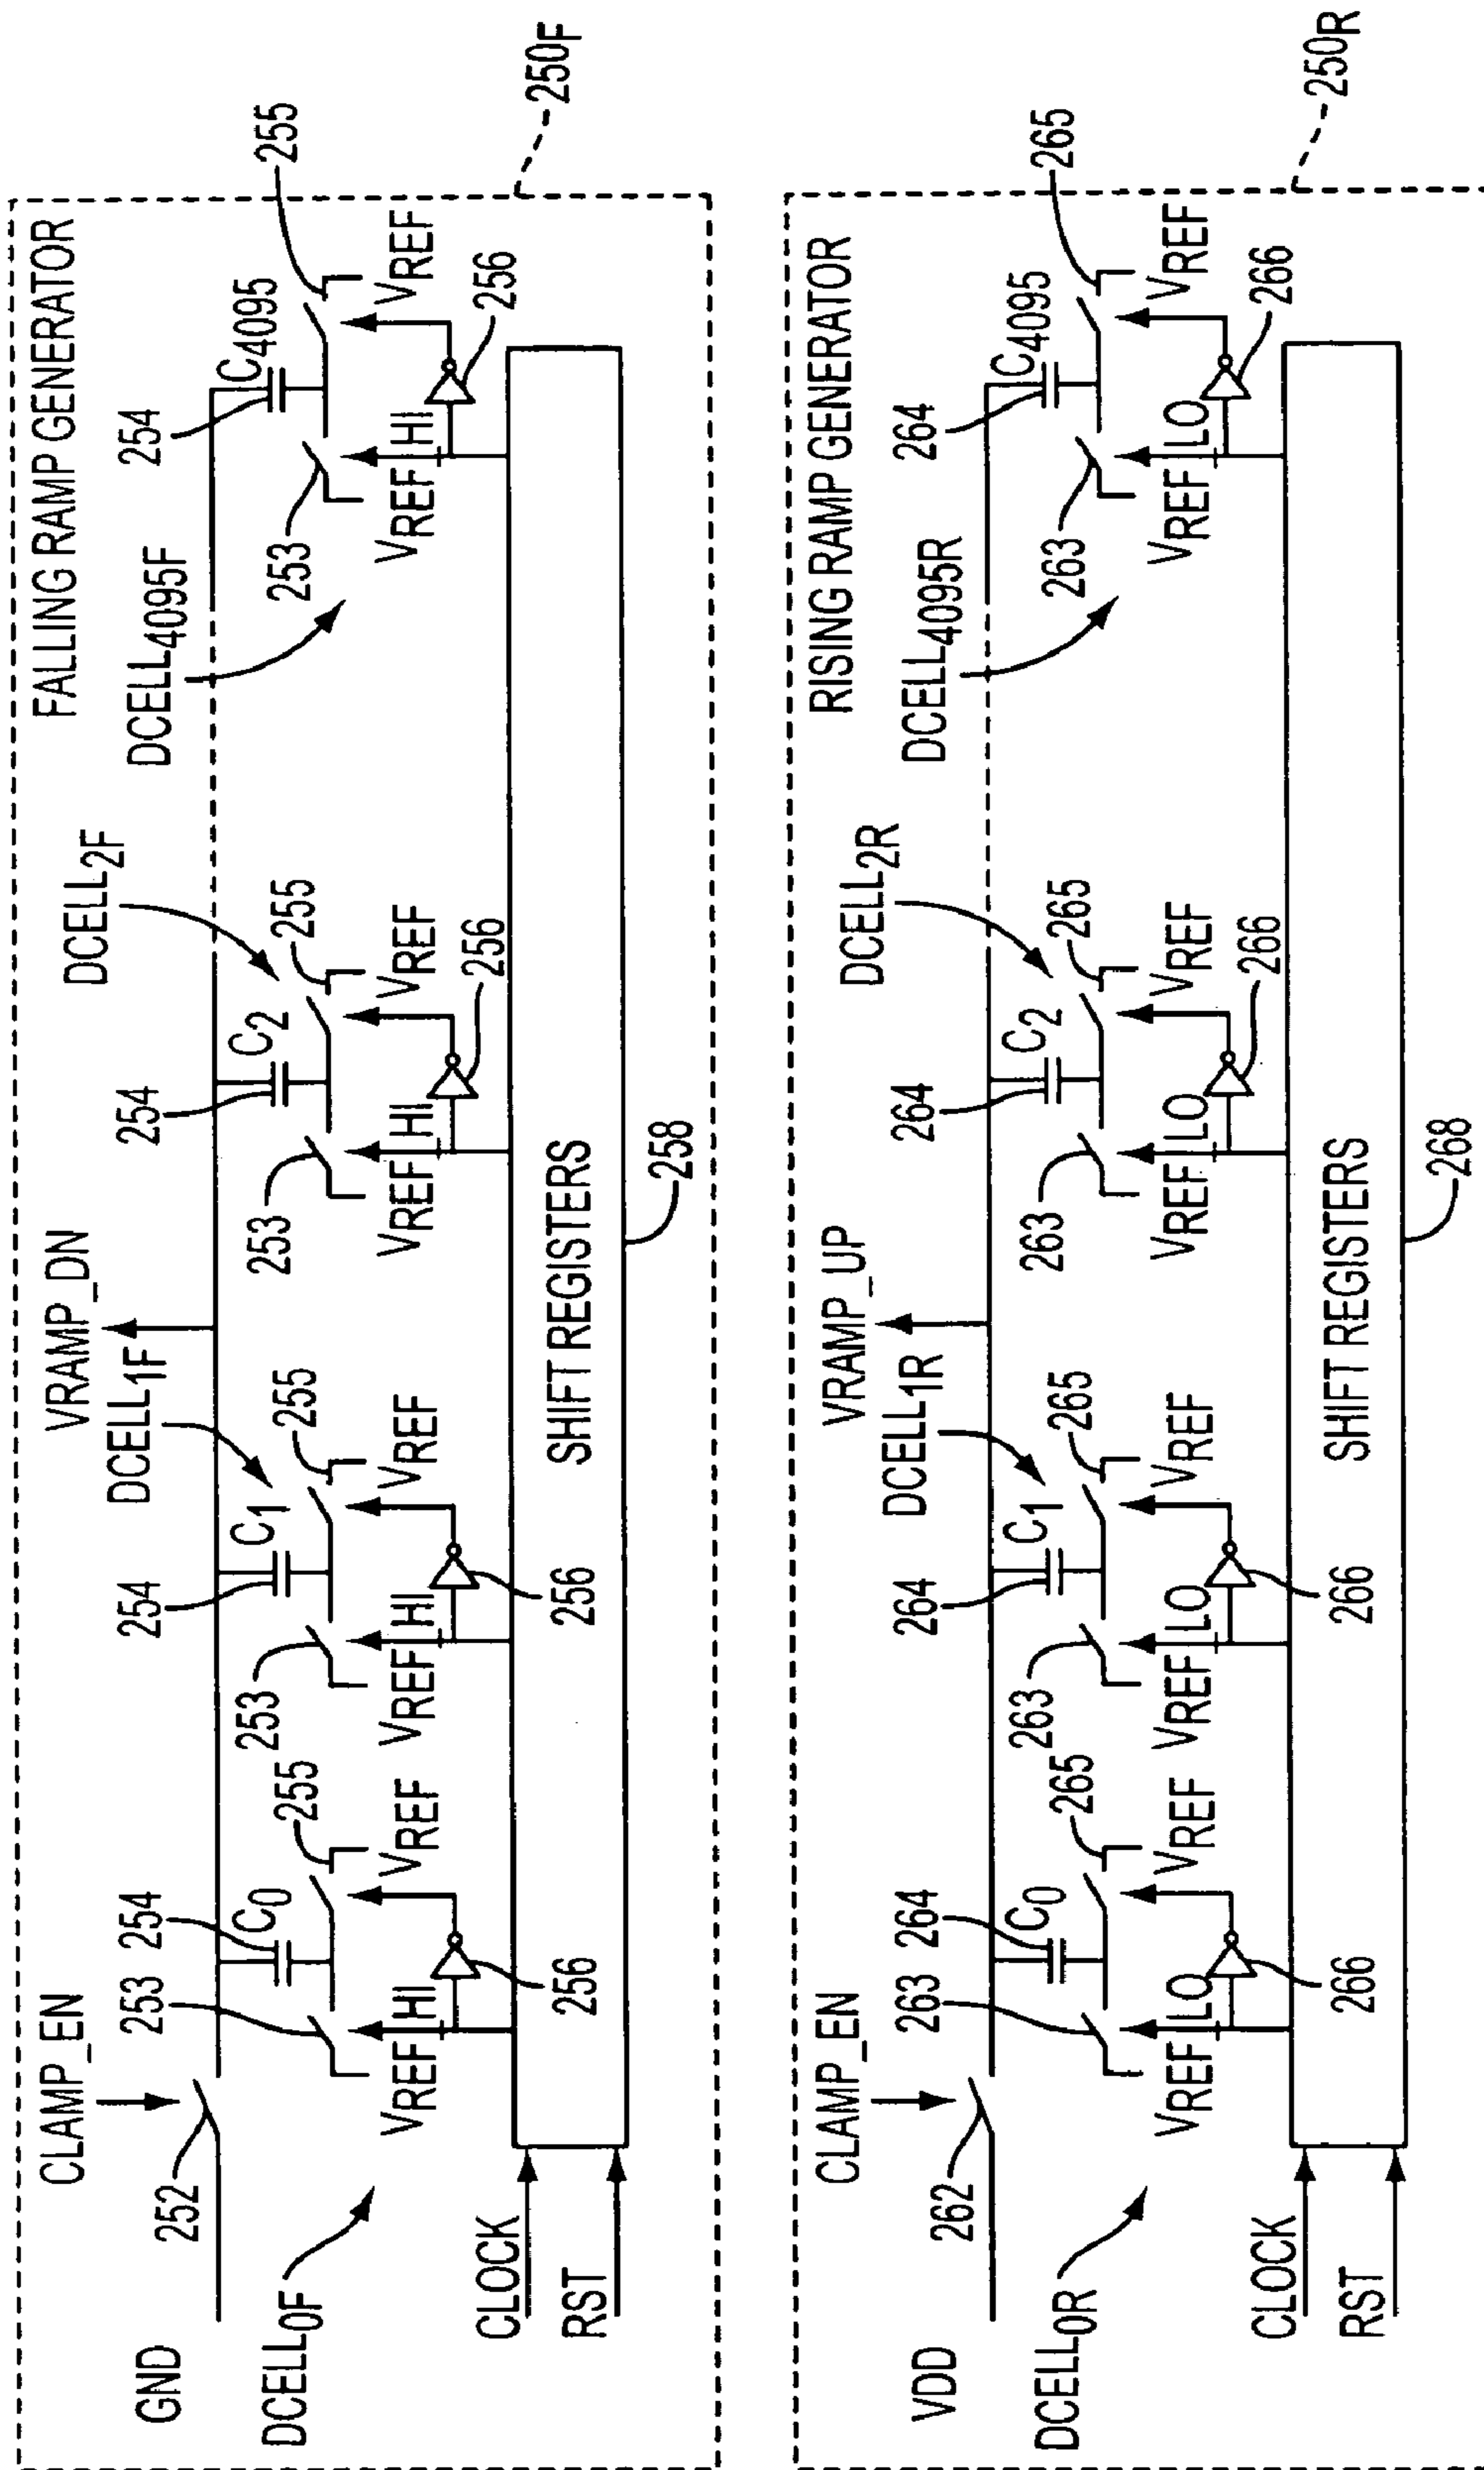 FALLING RAMP GENERATOR
250F
CLAMP_EN
VRAMP_DN
GND
252
DCELL0F
DCELL1F
DCELL2F
DCELL4095F
253
254
C0
255
VREF HI
VREF
256
253
254
C1
255
VREF HI
VREF
256
253
254
C2
255
VREF HI
VREF
256
253
254
C4095
255
VREF HI
VREF
256
CLOCK
RST
SHIFT REGISTERS
258
RISING RAMP GENERATOR
250R
CLAMP_EN
VRAMP_UP
VDD
262
DCELL0R
DCELL1R
DCELL2R
DCELL4095R
263
264
C0
265
VREF LO
VREF
266
263
264
C1
265
VREF LO
VREF
266
263
264
C2
265
VREF LO
VREF
266
263
264
C4095
265
VREF LO
VREF
266
CLOCK
RST
SHIFT REGISTERS
268